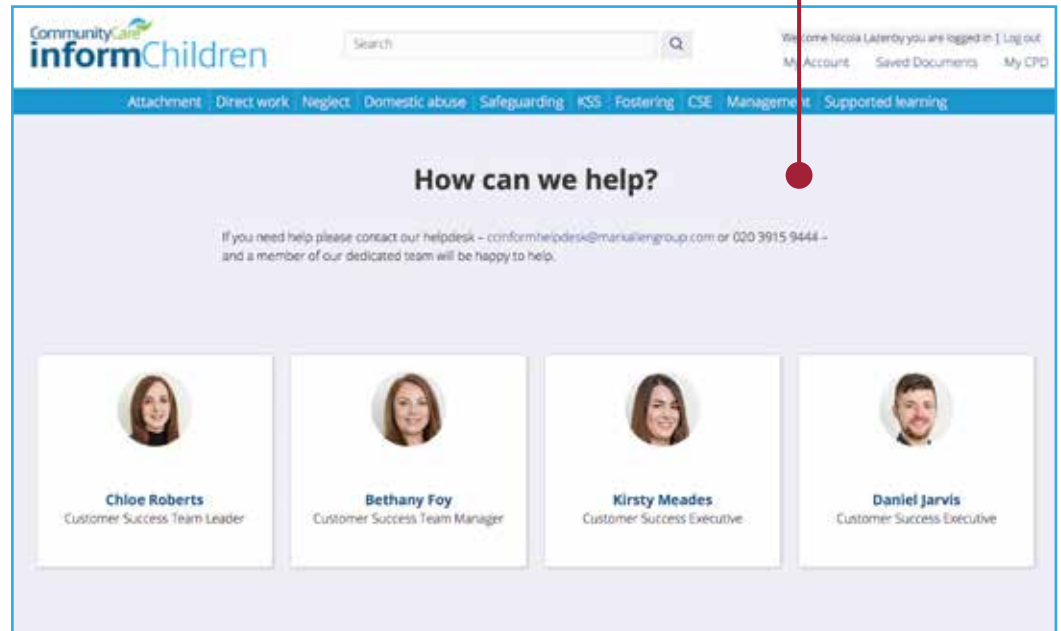 CommunityCare
informChildren
Search
Welcome Nicola Lazenby you are logged in | Log out
My Account Saved Documents My CPD
Attachment Direct work Neglect Domestic abuse Safeguarding KSS Fostering CSE Management Supported learning
How can we help?
If you need help please contact our helpdesk – ccinformhelpdesk@markallengroup.com or 020 3915 9444 –
and a member of our dedicated team will be happy to help.
Chloe Roberts
Customer Success Team Leader
Bethany Foy
Customer Success Team Manager
Kirsty Meades
Customer Success Executive
Daniel Jarvis
Customer Success Executive